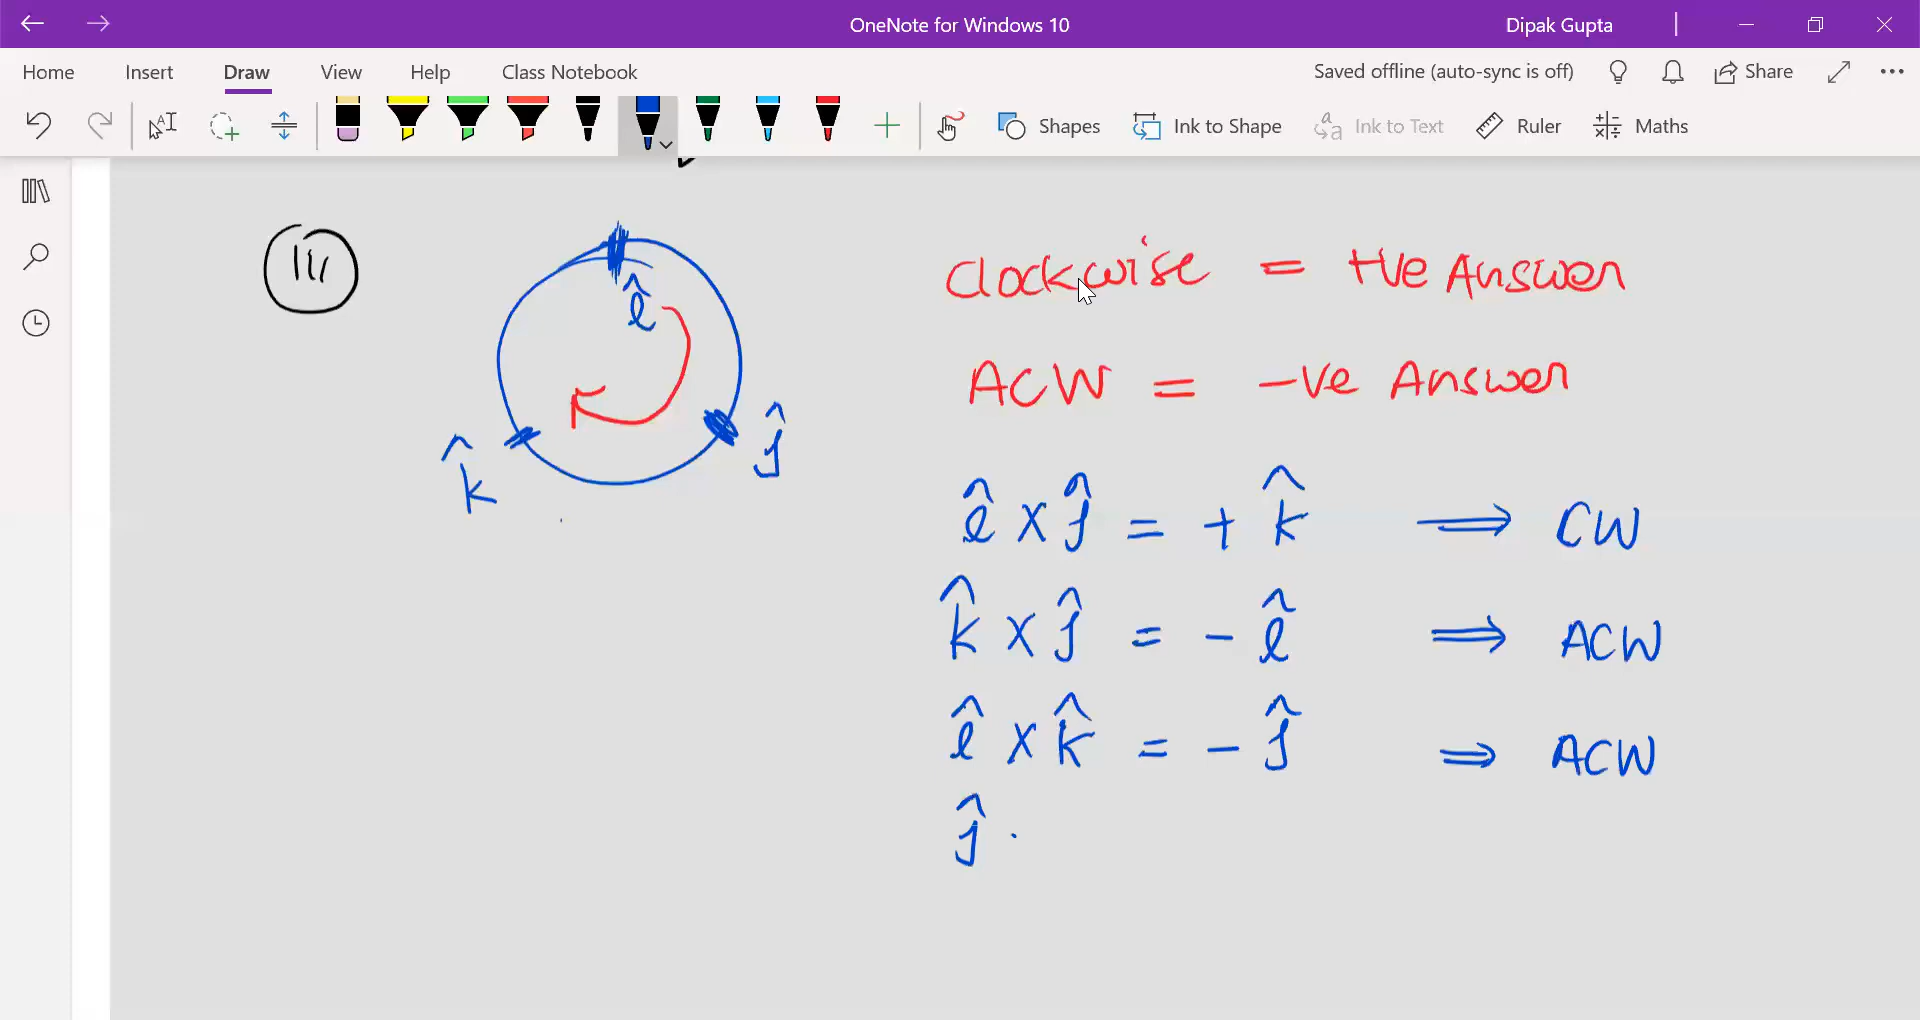 OneNote for Windows 10 Dipak Gupta
Home Insert Draw View Help Class Notebook Saved offline (auto-sync is off) Share
Shapes Ink to Shape Ink to Text Ruler Maths
(iii)
î
ĵ
k̂
Clockwise = +ve Answer
ACW = -ve Answer
î × ĵ = + k̂ ⟹ CW
k̂ × ĵ = - î ⟹ ACW
î × k̂ = - ĵ ⟹ ACW
ĵ